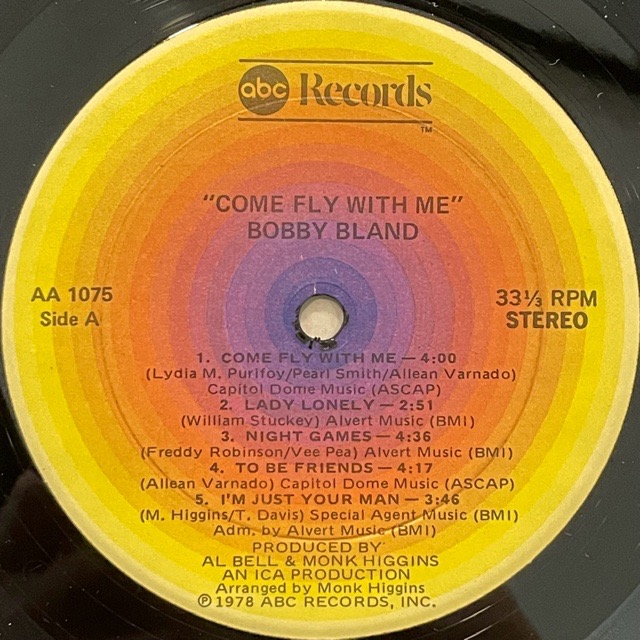 abc Records
TM
"COME FLY WITH ME"
BOBBY BLAND
AA 1075
Side A
33⅓ RPM
STEREO
1. COME FLY WITH ME — 4:00
(Lydia M. Purifoy/Pearl Smith/Allean Varnado)
Capitol Dome Music (ASCAP)
2. LADY LONELY — 2:51
(William Stuckey) Alvert Music (BMI)
3. NIGHT GAMES — 4:36
(Freddy Robinson/Vee Pea) Alvert Music (BMI)
4. TO BE FRIENDS — 4:17
(Allean Varnado) Capitol Dome Music (ASCAP)
5. I'M JUST YOUR MAN — 3:46
(M. Higgins/T. Davis) Special Agent Music (BMI)
Adm. by Alvert Music (BMI)
PRODUCED BY
AL BELL & MONK HIGGINS
AN ICA PRODUCTION
Arranged by Monk Higgins
Ⓟ1978 ABC RECORDS, INC.